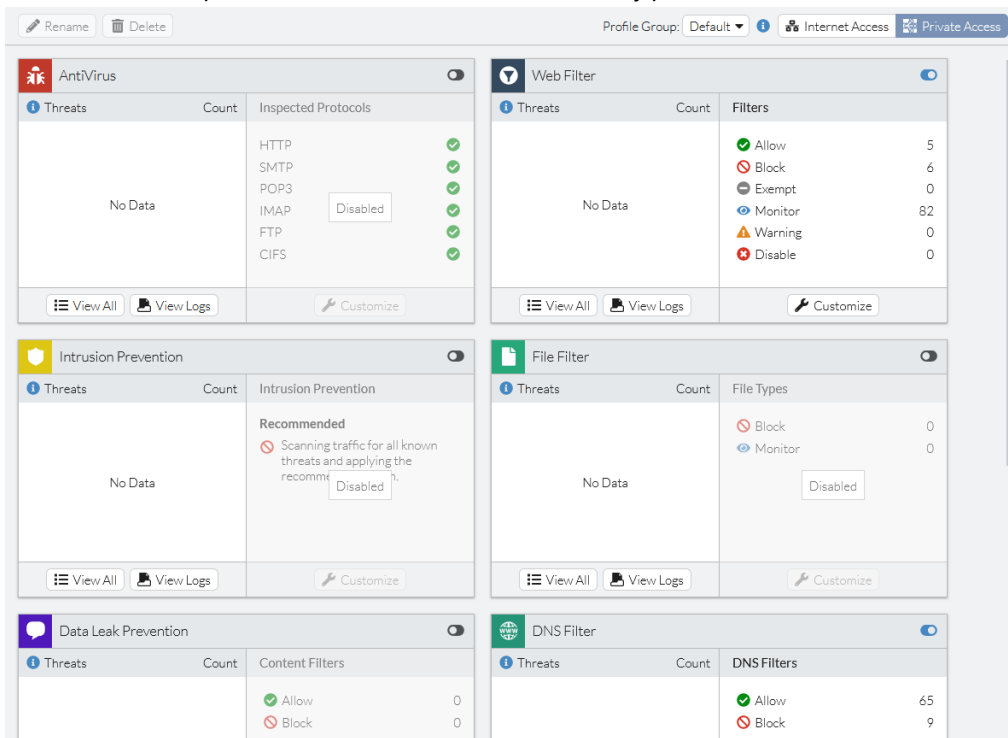 Rename Delete Profile Group: Default Internet Access Private Access
AntiVirus
Threats Count Inspected Protocols
No Data
HTTP
SMTP
POP3
IMAP
FTP
CIFS
Disabled
View All View Logs Customize
Web Filter
Threats Count Filters
No Data
Allow 5
Block 6
Exempt 0
Monitor 82
Warning 0
Disable 0
View All View Logs Customize
Intrusion Prevention
Threats Count Intrusion Prevention
No Data
Recommended
Scanning traffic for all known
threats and applying the
Disabled
View All View Logs Customize
File Filter
Threats Count File Types
No Data
Block 0
Monitor 0
Disabled
View All View Logs Customize
Data Leak Prevention
Threats Count Content Filters
Allow 0
Block 0
DNS Filter
www
Threats Count DNS Filters
Allow 65
Block 9